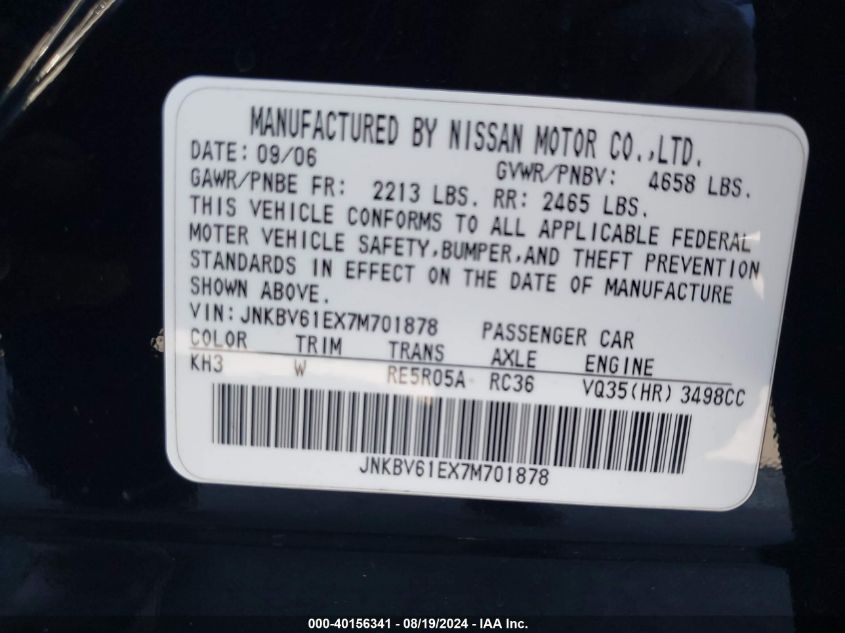 MANUFACTURED BY NISSAN MOTOR CO.,LTD.
DATE: 09/06 GVWR/PNBV: 4658 LBS.
GAWR/PNBE FR: 2213 LBS. RR: 2465 LBS.
THIS VEHICLE CONFORMS TO ALL APPLICABLE FEDERAL
MOTER VEHICLE SAFETY,BUMPER,AND THEFT PREVENTION
STANDARDS IN EFFECT ON THE DATE OF MANUFACTURE
SHOWN ABOVE.
VIN: JNKBV61EX7M701878 PASSENGER CAR
COLOR TRIM TRANS AXLE ENGINE
KH3 W RE5R05A RC36 VQ35(HR) 3498CC
JNKBV61EX7M701878
000-40156341 - 08/19/2024 - IAA Inc.